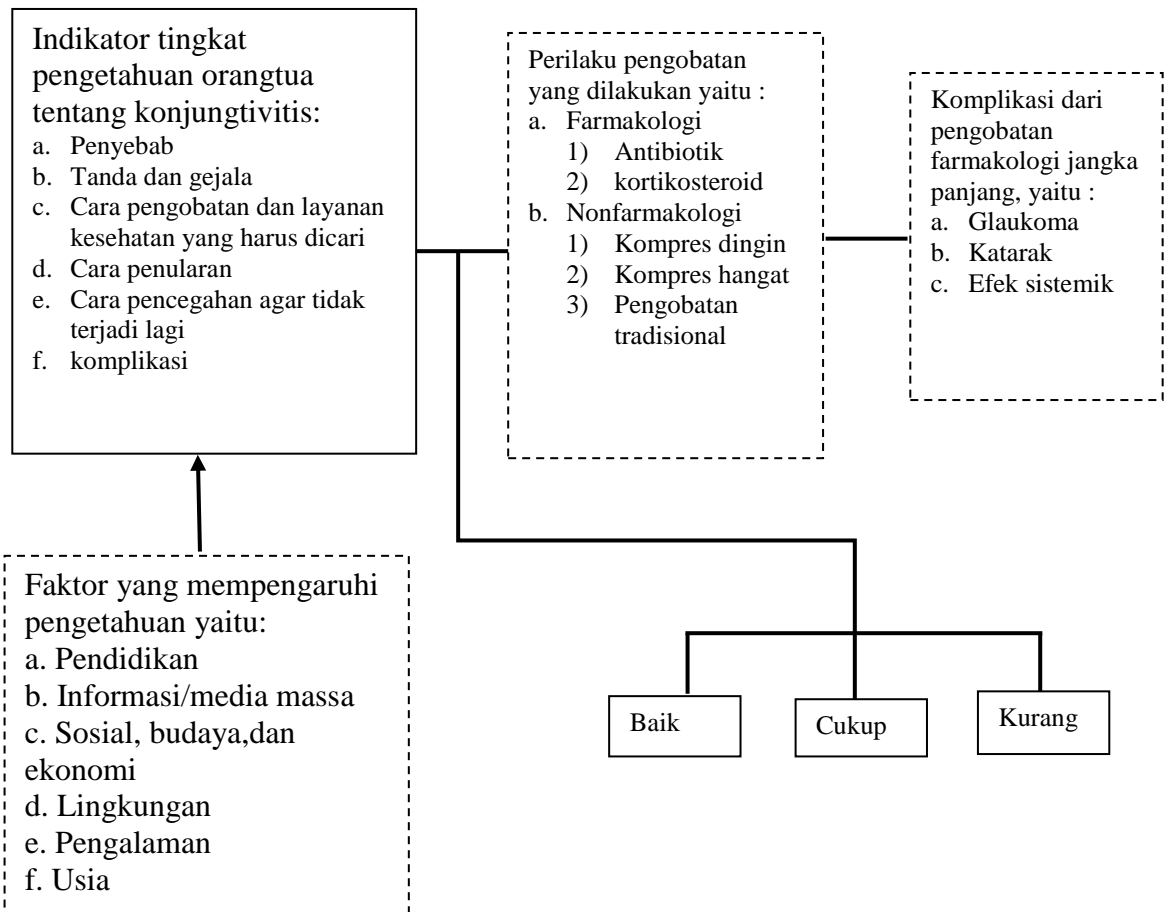 Indikator tingkat
pengetahuan orangtua
tentang konjungtivitis:
a. Penyebab
b. Tanda dan gejala
c. Cara pengobatan dan layanan
kesehatan yang harus dicari
d. Cara penularan
e. Cara pencegahan agar tidak
terjadi lagi
f. komplikasi
Perilaku pengobatan
yang dilakukan yaitu :
a. Farmakologi
1) Antibiotik
2) kortikosteroid
b. Nonfarmakologi
1) Kompres dingin
2) Kompres hangat
3) Pengobatan
tradisional
Komplikasi dari
pengobatan
farmakologi jangka
panjang, yaitu :
a. Glaukoma
b. Katarak
c. Efek sistemik
Faktor yang mempengaruhi
pengetahuan yaitu:
a. Pendidikan
b. Informasi/media massa
c. Sosial, budaya,dan
ekonomi
d. Lingkungan
e. Pengalaman
f. Usia
Baik
Cukup
Kurang